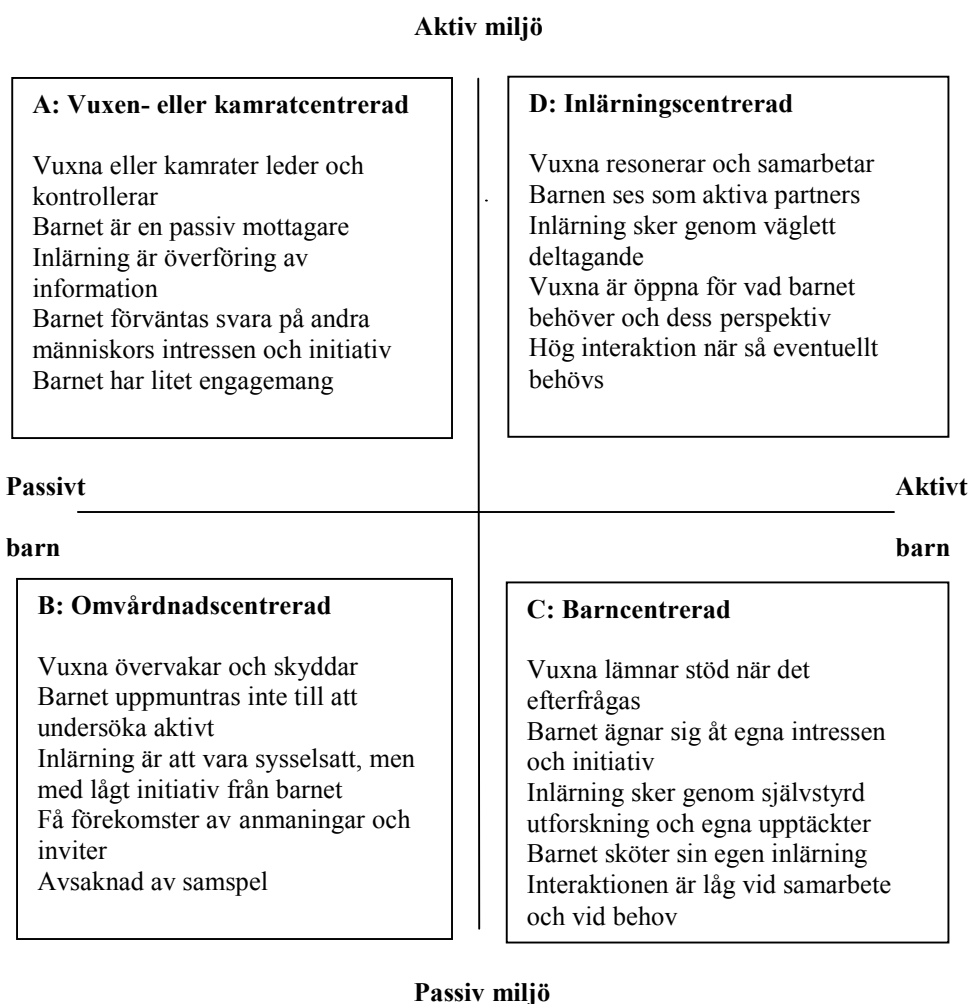 Aktiv miljö
A: Vuxen- eller kamratcentrerad
Vuxna eller kamrater leder och
kontrollerar
Barnet är en passiv mottagare
Inlärning är överföring av
information
Barnet förväntas svara på andra
människors intressen och initiativ
Barnet har litet engagemang
D: Inlärningscentrerad
Vuxna resonerar och samarbetar
Barnen ses som aktiva partners
Inlärning sker genom väglett
deltagande
Vuxna är öppna för vad barnet
behöver och dess perspektiv
Hög interaktion när så eventuellt
behövs
Passivt
barn
Aktivt
barn
B: Omvårdnadscentrerad
Vuxna övervakar och skyddar
Barnet uppmuntras inte till att
undersöka aktivt
Inlärning är att vara sysselsatt, men
med lågt initiativ från barnet
Få förekomster av anmaningar och
inviter
Avsaknad av samspel
C: Barncentrerad
Vuxna lämnar stöd när det
efterfrågas
Barnet ägnar sig åt egna intressen
och initiativ
Inlärning sker genom självstyrd
utforskning och egna upptäckter
Barnet sköter sin egen inlärning
Interaktionen är låg vid samarbete
och vid behov
Passiv miljö